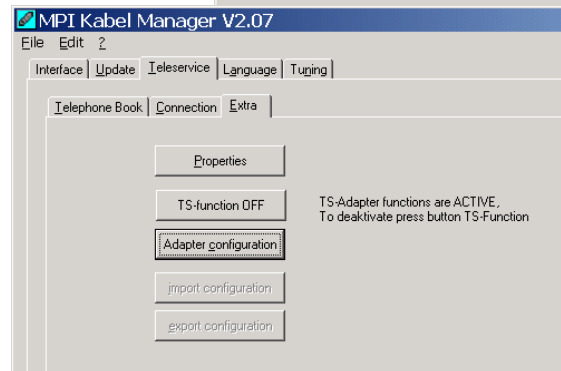 MPI Kabel Manager V2.07
File Edit ?
Interface Update Teleservice Language Tuning
Telephone Book Connection Extra
Properties
TS-function OFF
TS-Adapter functions are ACTIVE,
To deaktivate press button TS-Function
Adapter configuration
import configuration
export configuration